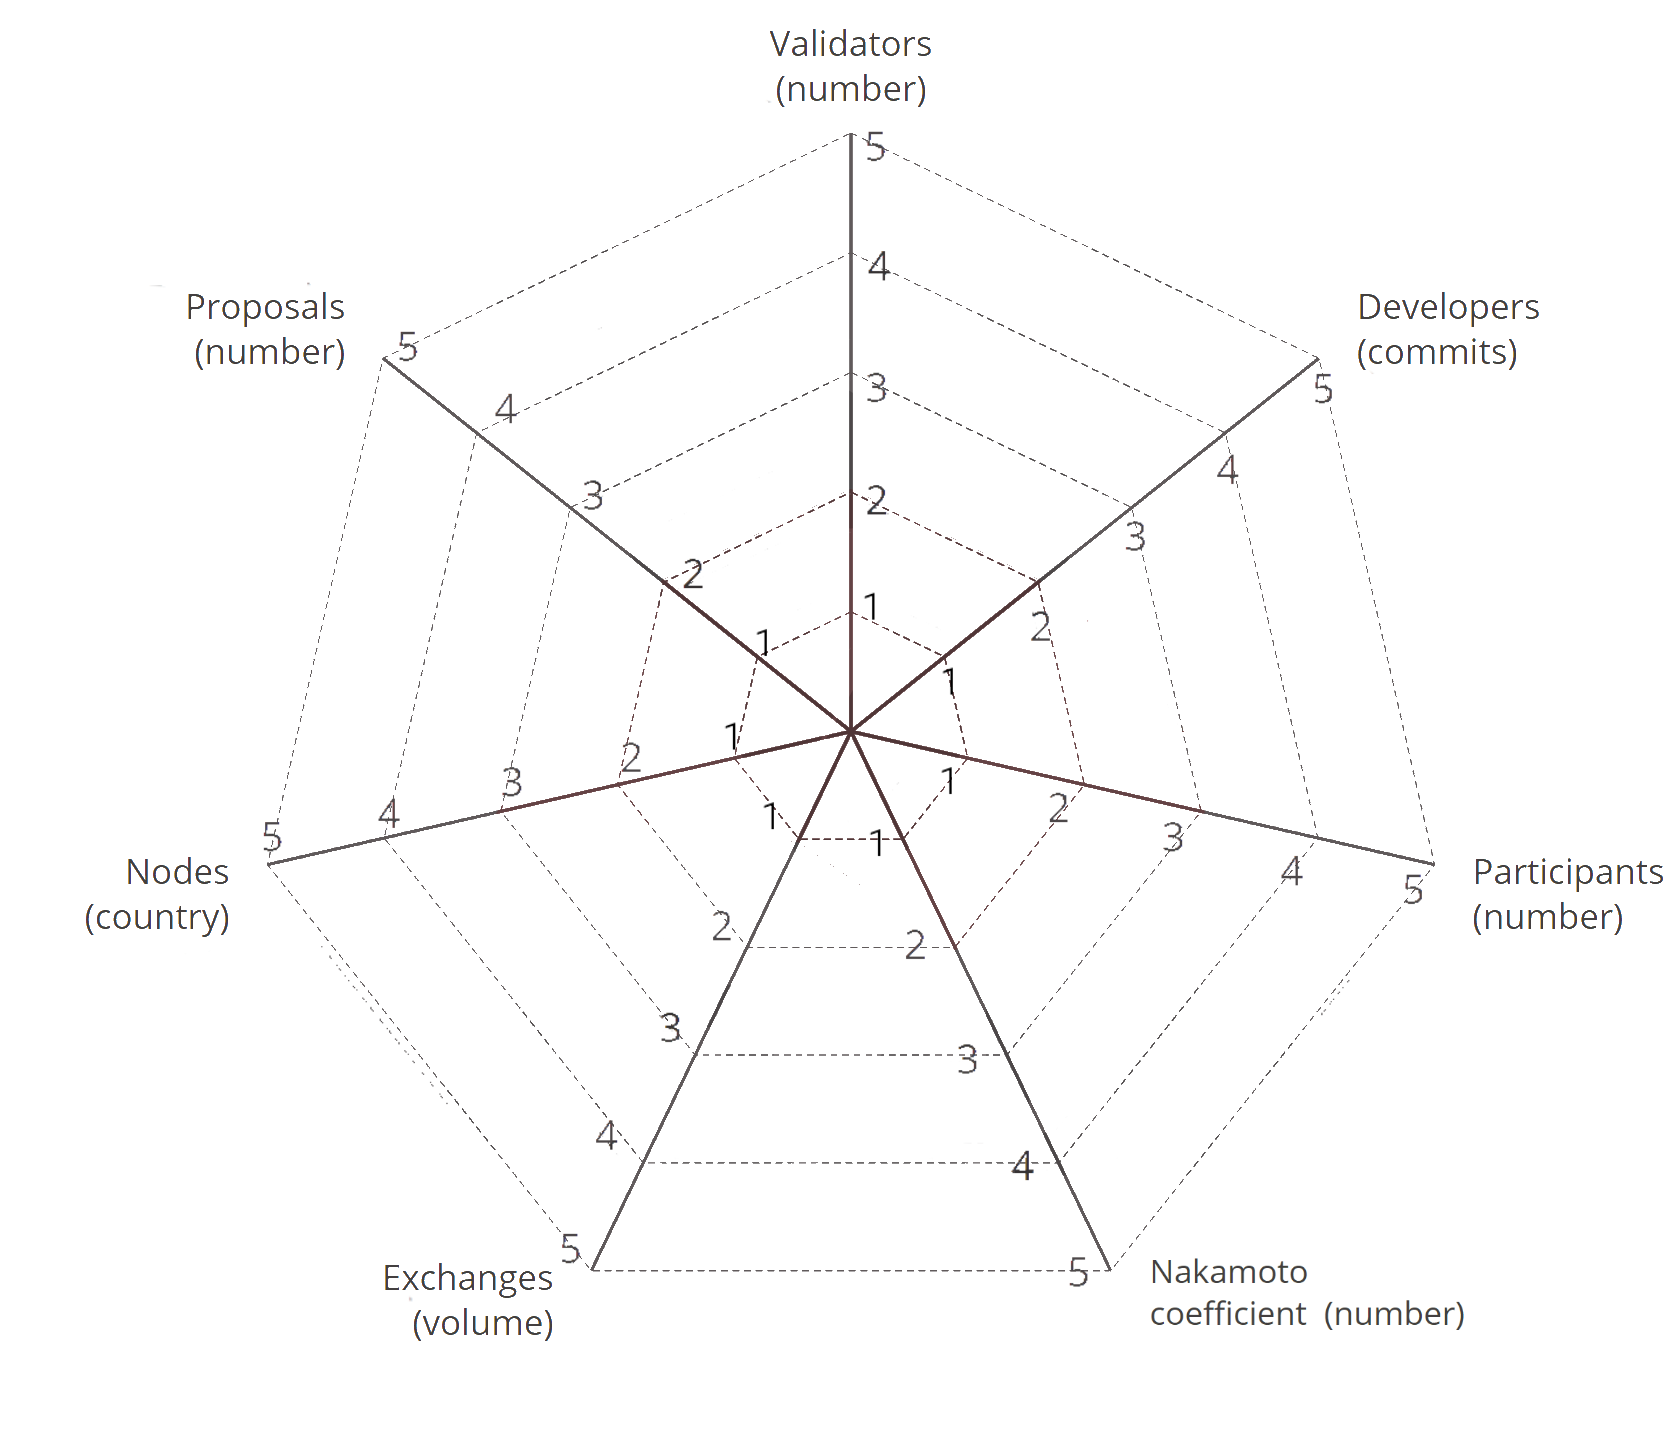 Validators
(number)
5
4
3
2
1
Developers
(commits)
5
4
3
2
1
Participants
(number)
1
2
3
4
5
Nakamoto
coefficient (number)
1
2
3
4
5
Exchanges
(volume)
1
2
3
4
5
Nodes
(country)
1
2
3
4
5
Proposals
(number)
5
4
3
2
1